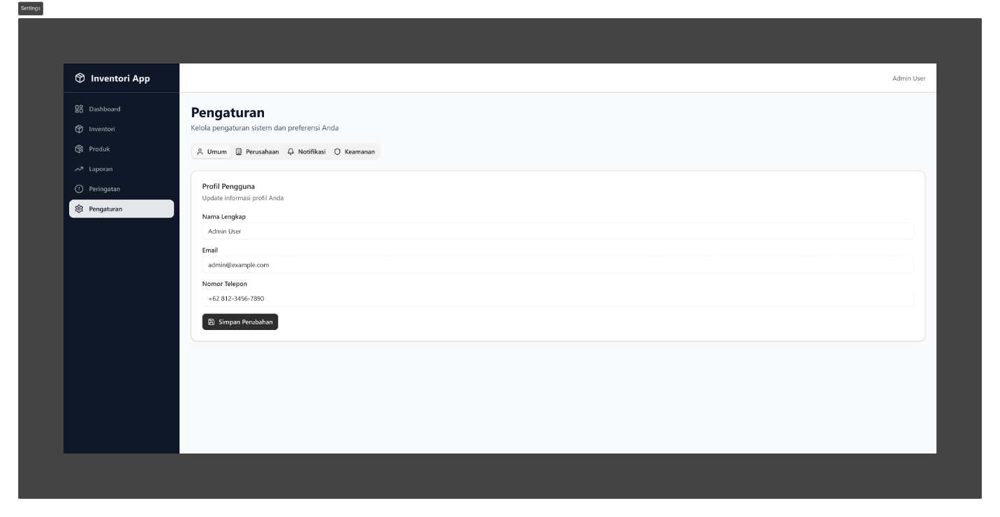 Settings
Inventori App
Admin User
Dashboard
Inventori
Produk
Laporan
Peringatan
Pengaturan
Pengaturan
Kelola pengaturan sistem dan preferensi Anda
Umum Perusahaan Notifikasi Keamanan
Profil Pengguna
Update informasi profil Anda
Nama Lengkap
Admin User
Email
admin@example.com
Nomor Telepon
+62 812-3456-7890
Simpan Perubahan